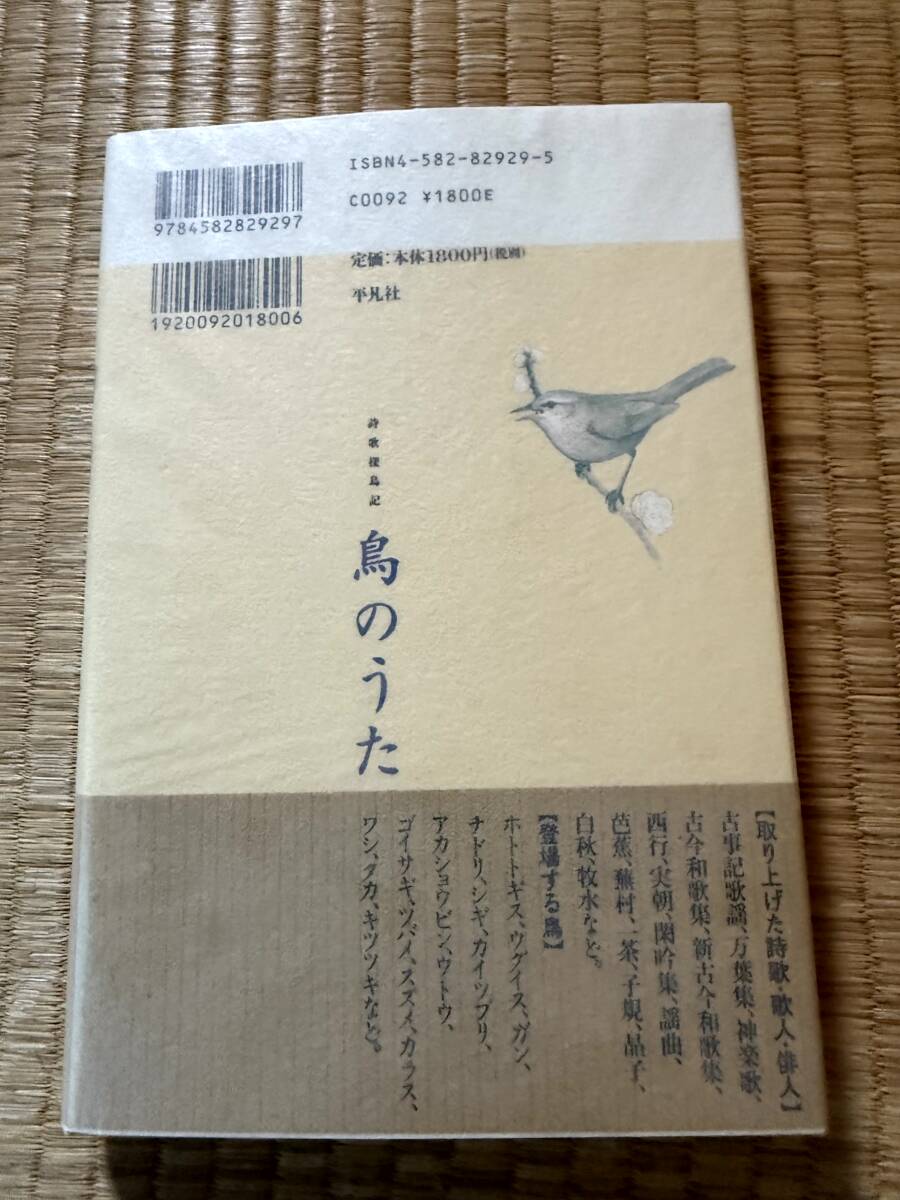 ISBN4-582-82929-5
C0092 ¥1800E
9784582829297
定価：本体1800円（税別）
1920092018006
平凡社
詩歌探鳥記
鳥のうた
【取り上げた詩歌・歌人・俳人】
古事記歌謡、万葉集、神楽歌、
古今和歌集、新古今和歌集、
西行、実朝、閑吟集、謡曲、
芭蕉、蕪村、一茶、子規、晶子、
白秋、牧水など。
【登場する鳥】
ホトトギス、ウグイス、ガン、
チドリ、シギ、カイツブリ、
アカショウビン、ウトウ、
ゴイサギ、ツバメ、スズメ、カラス、
ワシ、タカ、キツツキなど。